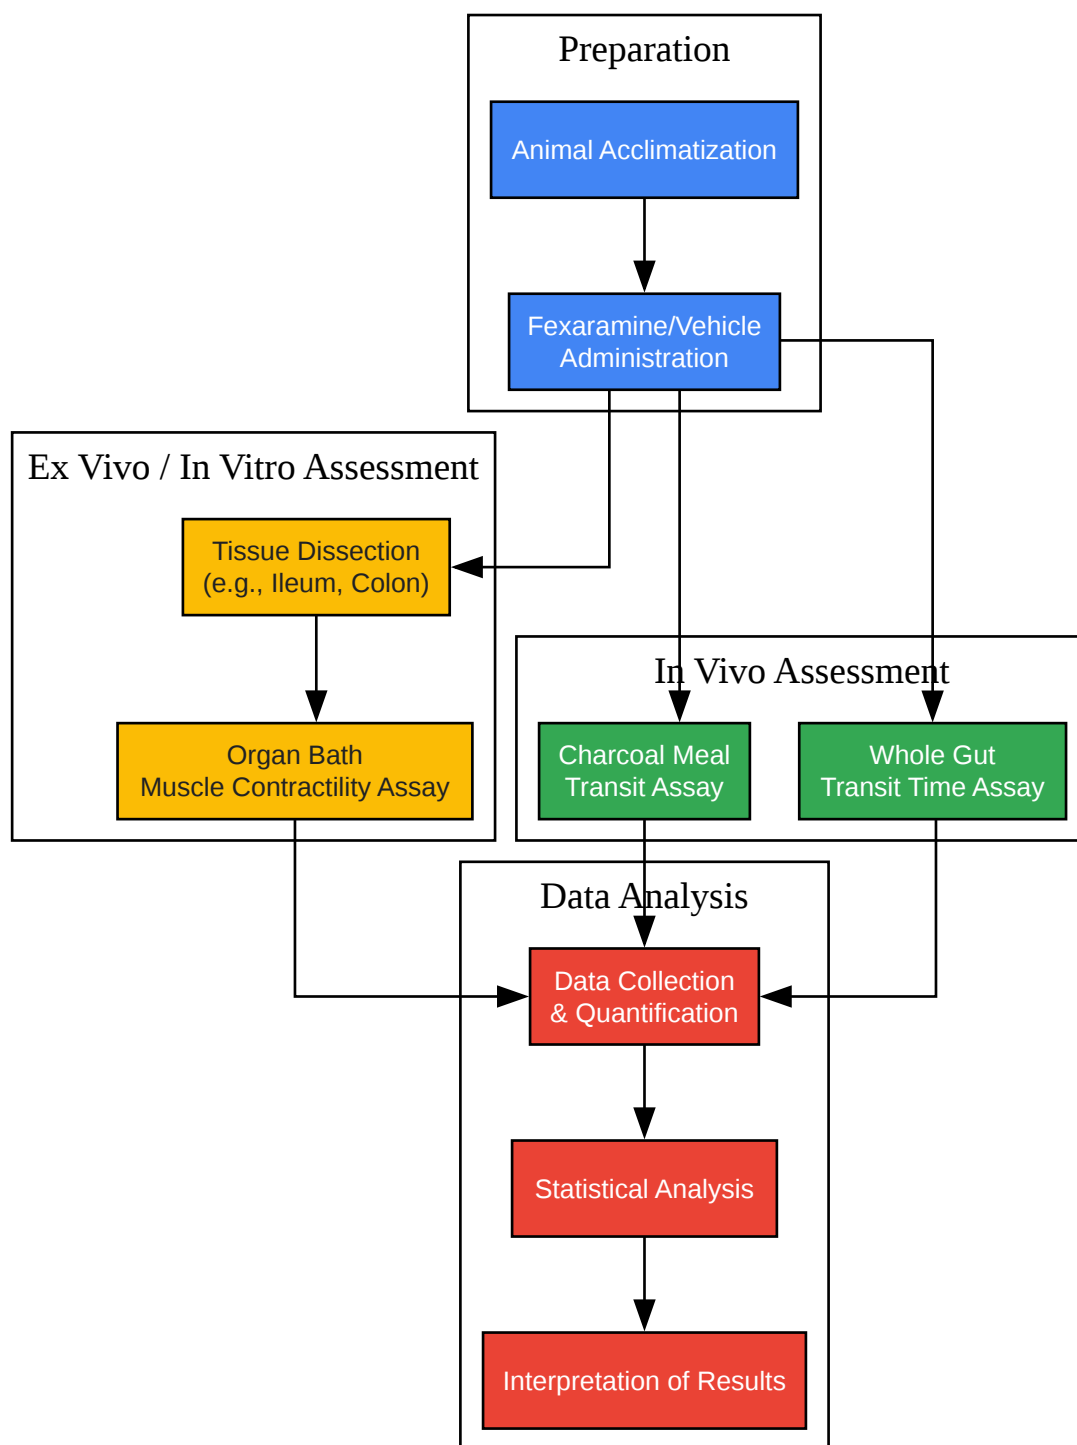 Preparation
Animal Acclimatization
Fexaramine/Vehicle
Administration
Ex Vivo / In Vitro Assessment
Tissue Dissection
(e.g., Ileum, Colon)
Organ Bath
Muscle Contractility Assay
In Vivo Assessment
Charcoal Meal
Transit Assay
Whole Gut
Transit Time Assay
Data Analysis
Data Collection
& Quantification
Statistical Analysis
Interpretation of Results